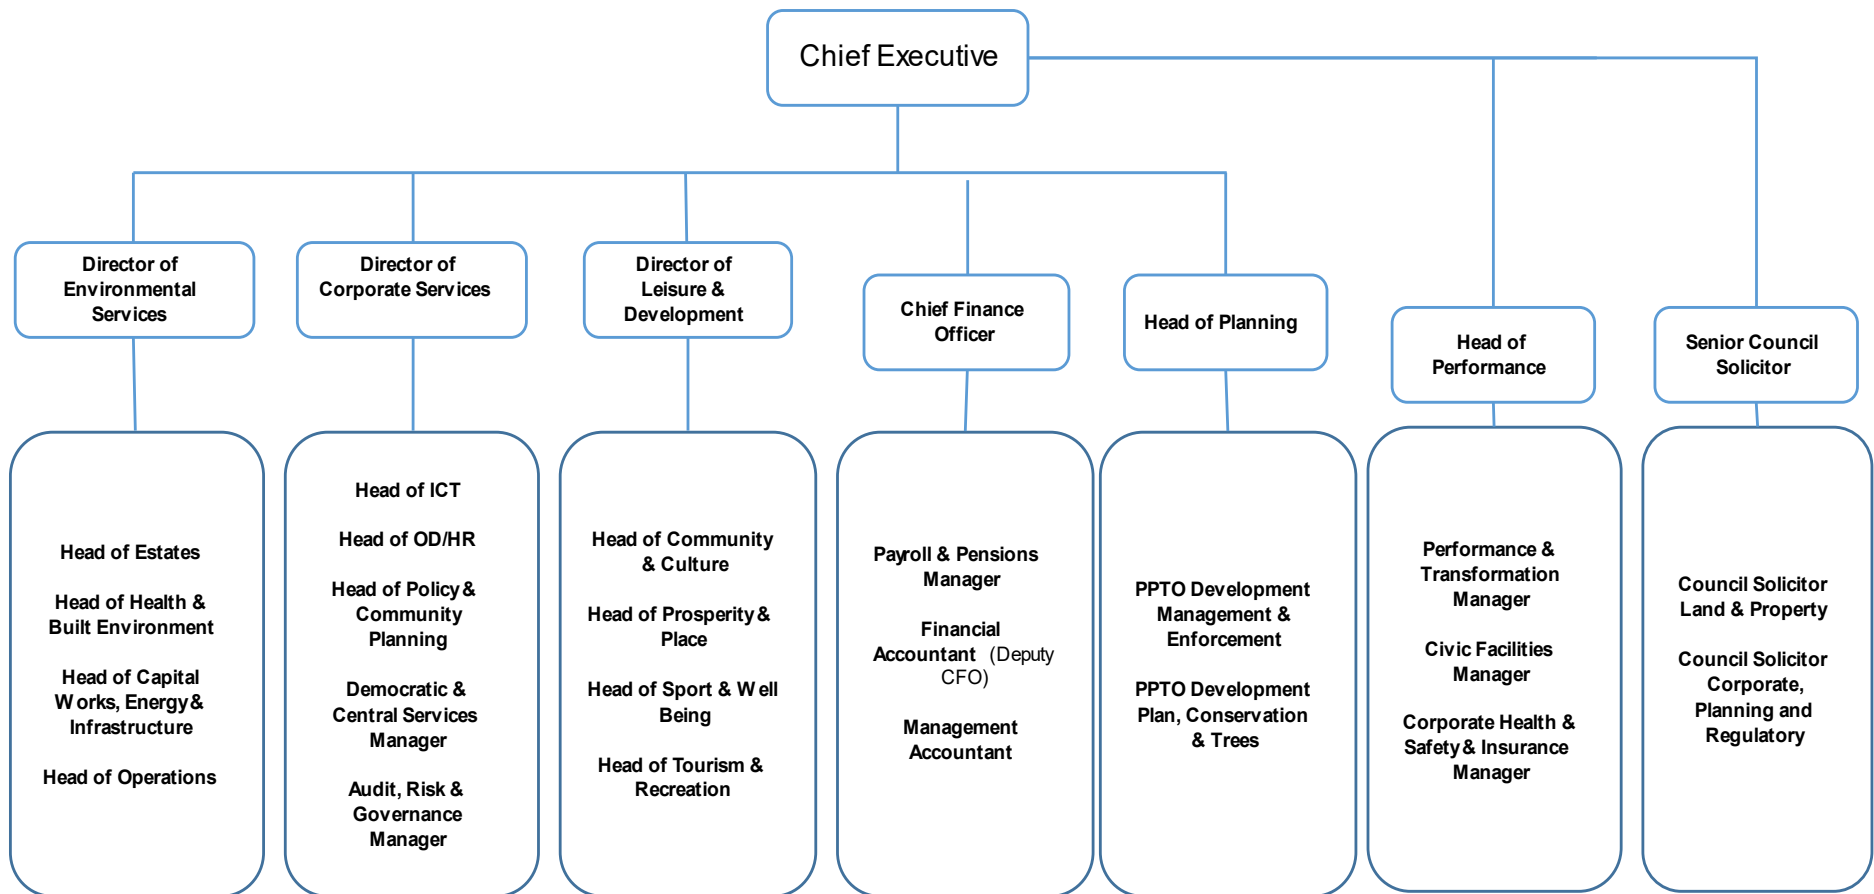 Chief Executive
Director of
Environmental
Services
Director of
Corporate Services
Director of
Leisure &
Development
Chief Finance
Officer
Head of Planning
Head of
Performance
Senior Council
Solicitor
Head of Estates
Head of Health &
Built Environment
Head of Capital
Works, Energy &
Infrastructure
Head of Operations
Head of ICT
Head of OD/HR
Head of Policy &
Community
Planning
Democratic &
Central Services
Manager
Audit, Risk &
Governance
Manager
Head of Community
& Culture
Head of Prosperity &
Place
Head of Sport & Well
Being
Head of Tourism &
Recreation
Payroll & Pensions
Manager
Financial
Accountant (Deputy
CFO)
Management
Accountant
PPTO Development
Management &
Enforcement
PPTO Development
Plan, Conservation
& Trees
Performance &
Transformation
Manager
Civic Facilities
Manager
Corporate Health &
Safety & Insurance
Manager
Council Solicitor
Land & Property
Council Solicitor
Corporate,
Planning and
Regulatory